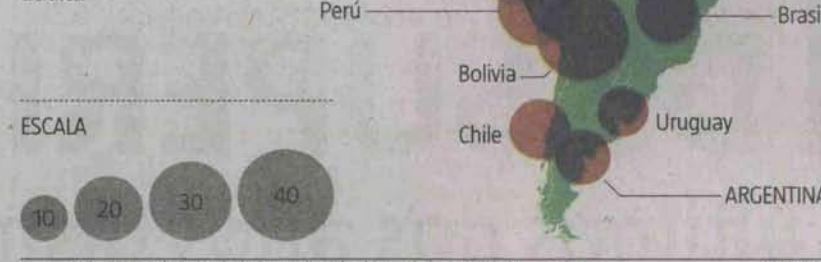 Perú
Brasi
Bolivia
ESCALA
Chile
Uruguay
10 20 30 40
ARGENTINA